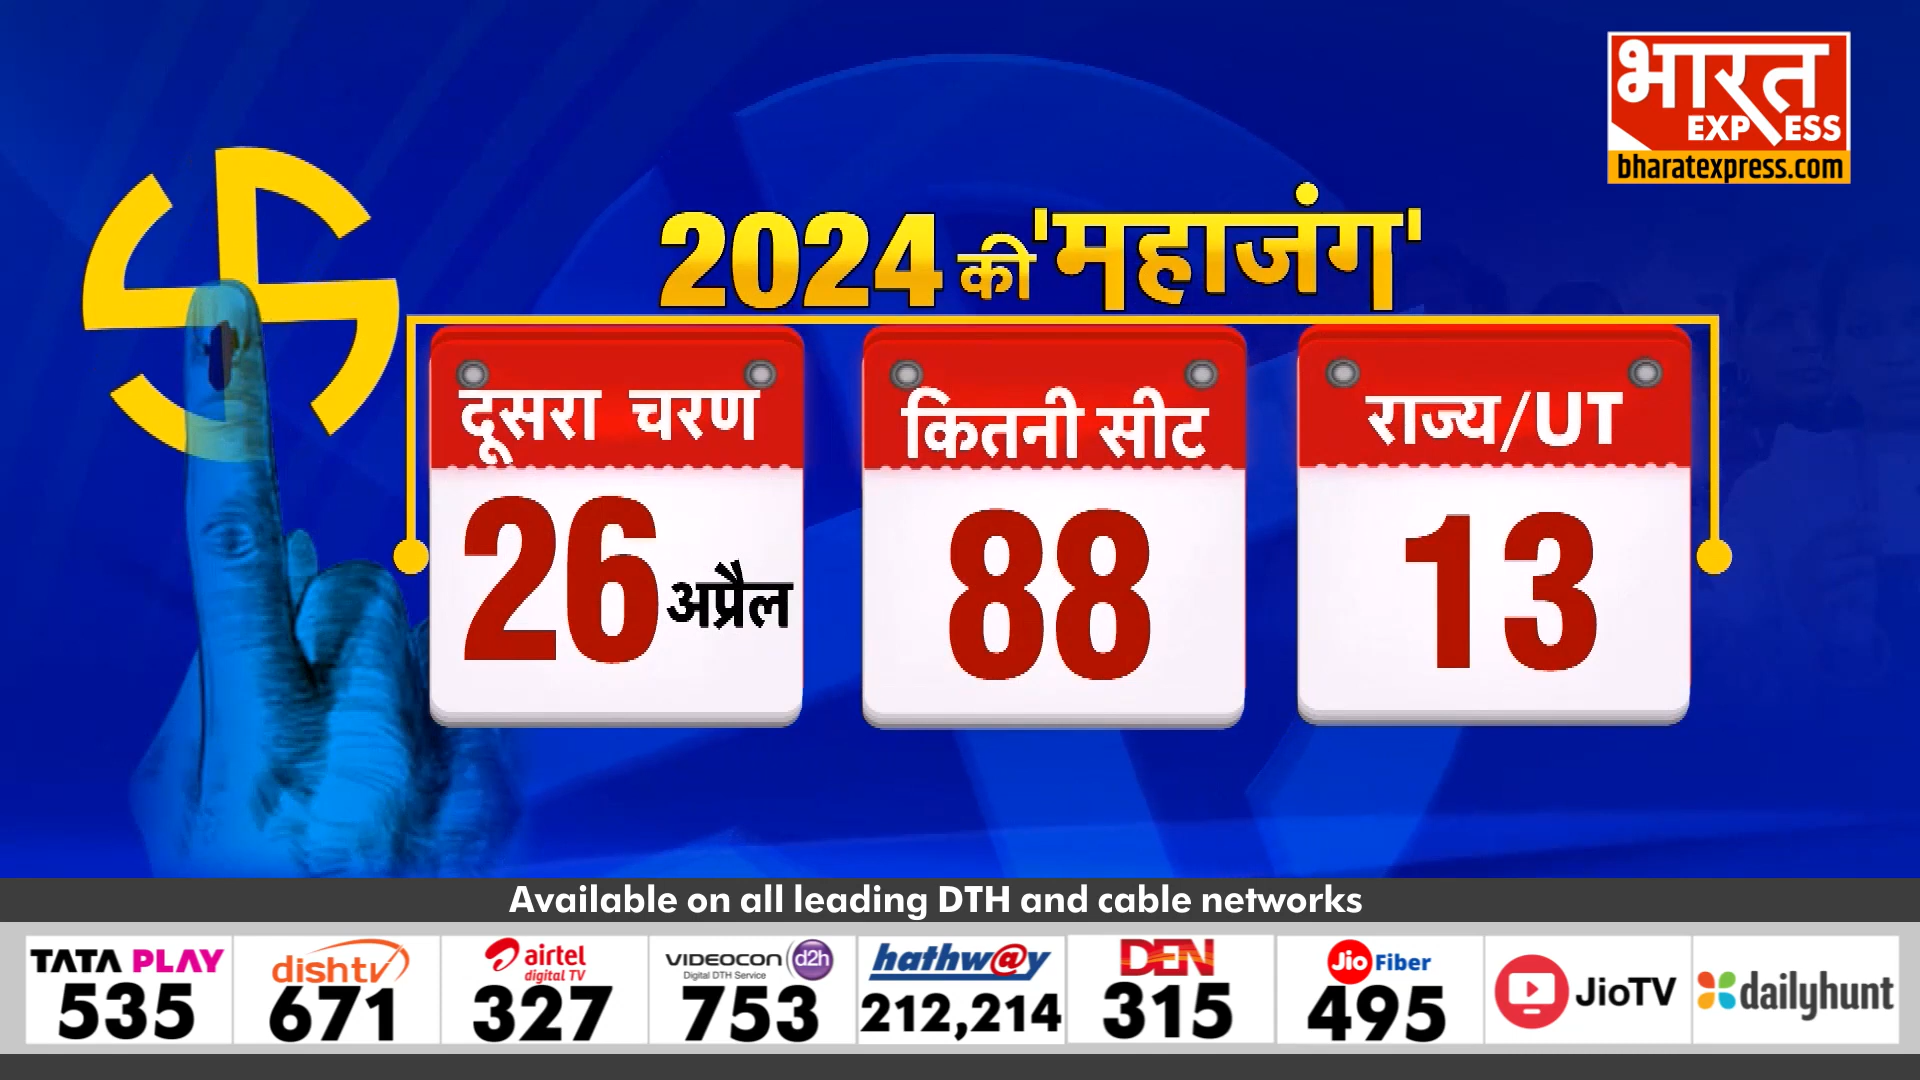 भारत
EXPRESS
bharatexpress.com
2024 की 'महाजंग'
दूसरा चरण
26 अप्रैल
कितनी सीट
88
राज्य/UT
13
Available on all leading DTH and cable networks
TATA PLAY
535
dishtv
671
airtel
digital TV
327
VIDEOCON d2h
Digital DTH Service
753
hathw@y
212,214
DEN
315
Jio Fiber
495
JioTV
dailyhunt